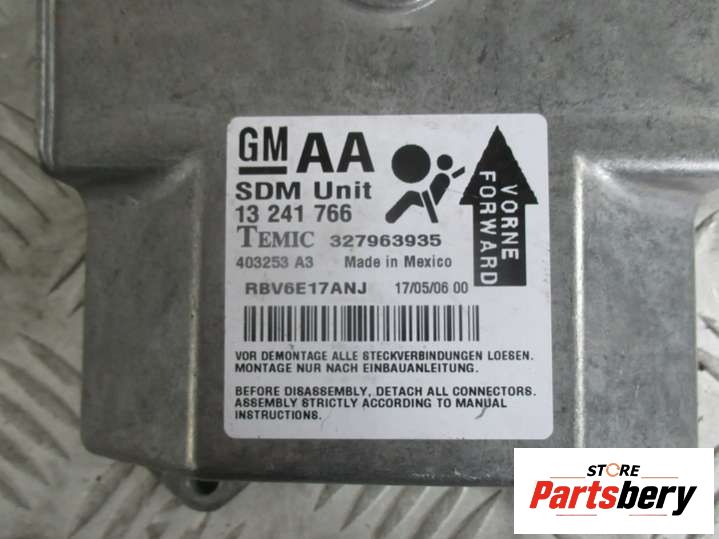 GM AA
SDM Unit
13 241 766
TEMIC 327963935
403253 A3 Made in Mexico
RBV6E17ANJ 17/05/06 00
VORNE
FORWARD
VOR DEMONTAGE ALLE STECKVERBINDUNGEN LOESEN.
MONTAGE NUR NACH EINBAUANLEITUNG.
BEFORE DISASSEMBLY, DETACH ALL CONNECTORS.
ASSEMBLY STRICTLY ACCORDING TO MANUAL
INSTRUCTIONS.
STORE
Partsbery